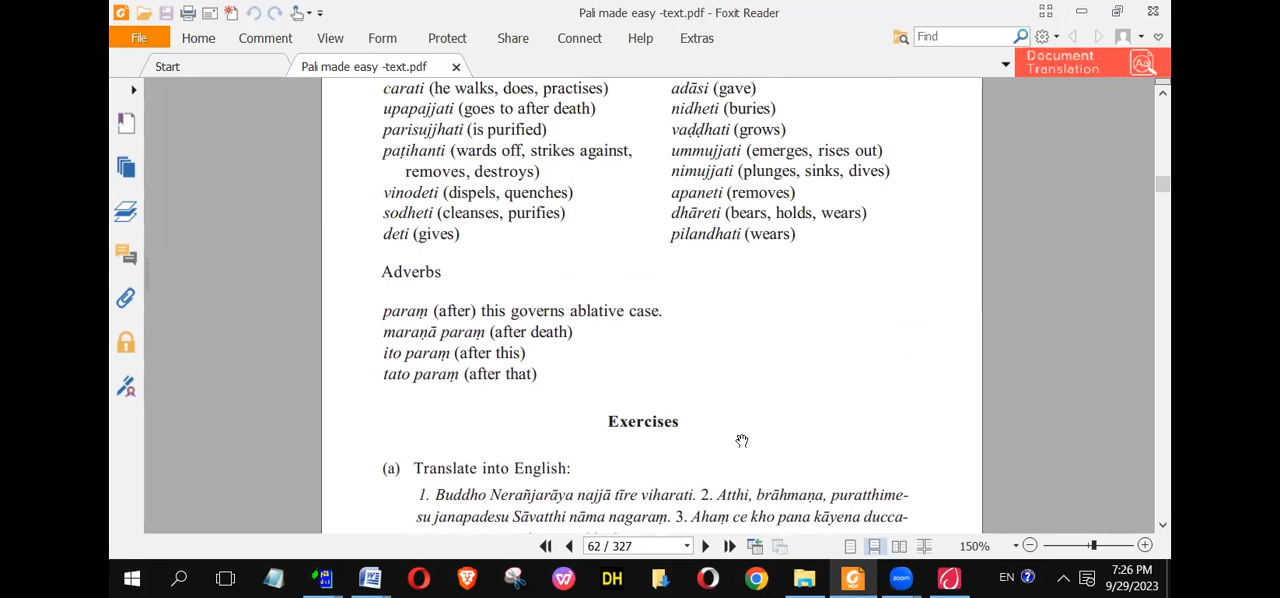 Pali made easy -text.pdf - Foxit Reader
File Home Comment View Form Protect Share Connect Help Extras Find
Start Pali made easy -text.pdf Document Translation
carati (he walks, does, practises)
upapajjati (goes to after death)
parisujjhati (is purified)
paṭihanti (wards off, strikes against,
removes, destroys)
vinodeti (dispels, quenches)
sodheti (cleanses, purifies)
deti (gives)
adāsi (gave)
nidheti (buries)
vaḍḍhati (grows)
ummujjati (emerges, rises out)
nimujjati (plunges, sinks, dives)
apaneti (removes)
dhāreti (bears, holds, wears)
pilandhati (wears)
Adverbs
paraṃ (after) this governs ablative case.
maraṇā paraṃ (after death)
ito paraṃ (after this)
tato paraṃ (after that)
Exercises
(a) Translate into English:
1. Buddho Nerañjarāya najjā tīre viharati. 2. Atthi, brāhmaṇa, puratthime-
su janapadesu Sāvatthi nāma nagaraṃ. 3. Ahaṃ ce kho pana kāyena ducca-
62 / 327 150%
DH zoom EN 7:26 PM
9/29/2023